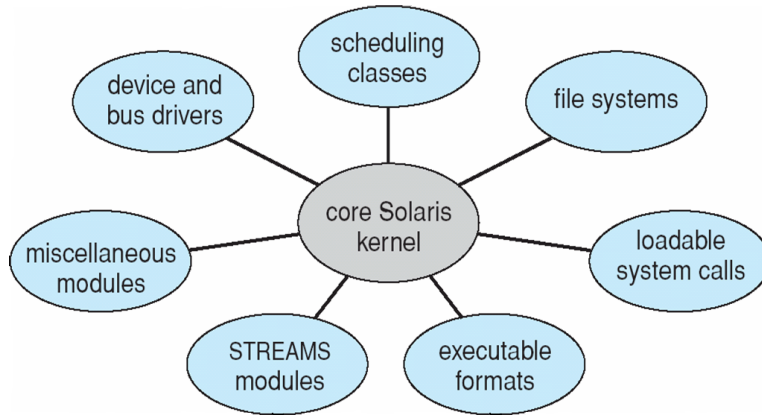 scheduling
classes
device and
bus drivers
file systems
core Solaris
kernel
miscellaneous
modules
loadable
system calls
STREAMS
modules
executable
formats